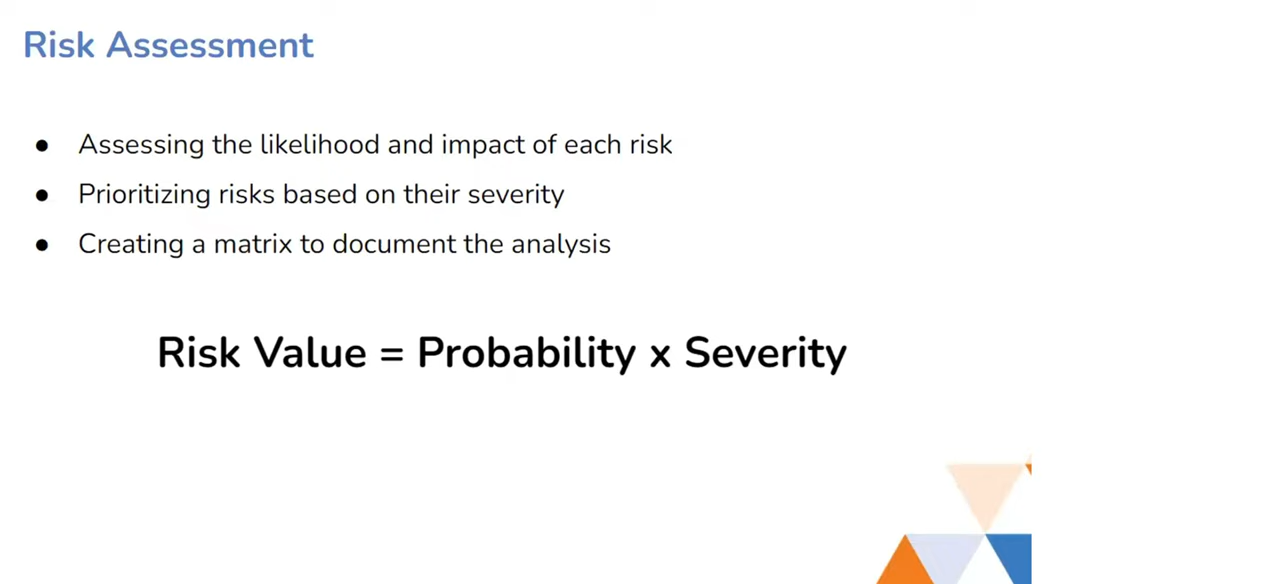 Risk Assessment
● Assessing the likelihood and impact of each risk
● Prioritizing risks based on their severity
● Creating a matrix to document the analysis
Risk Value = Probability x Severity